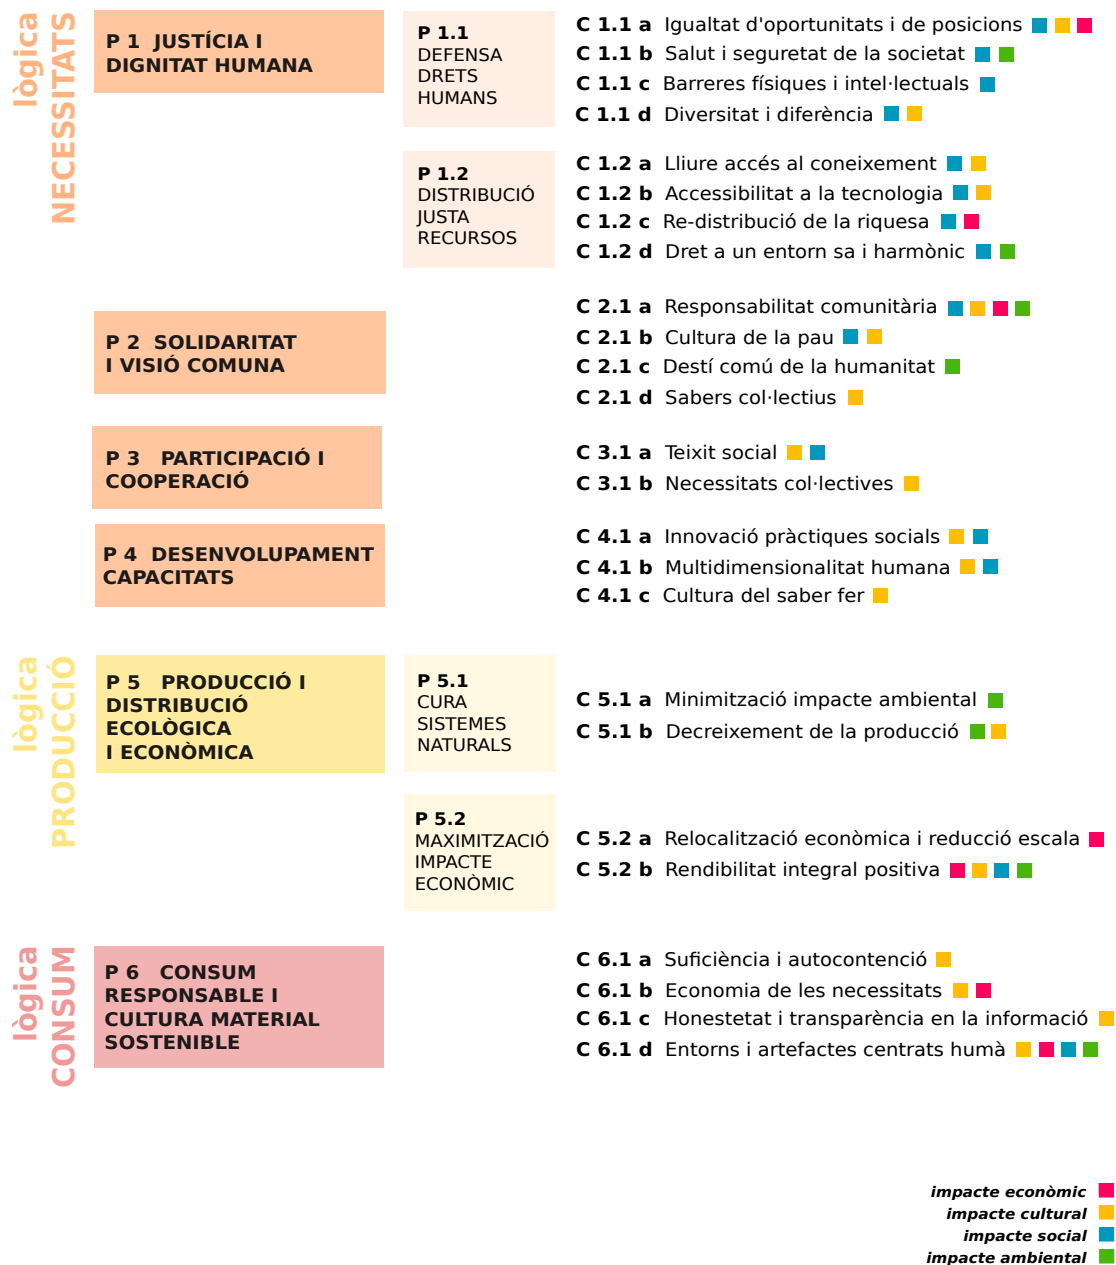 lògica
NECESSITATS
P 1 JUSTÍCIA I
DIGNITAT HUMANA
P 1.1
DEFENSA
DRETS
HUMANS
C 1.1 a Igualtat d'oportunitats i de posicions
C 1.1 b Salut i seguretat de la societat
C 1.1 c Barreres físiques i intel·lectuals
C 1.1 d Diversitat i diferència
P 1.2
DISTRIBUCIÓ
JUSTA
RECURSOS
C 1.2 a Lliure accés al coneixement
C 1.2 b Accessibilitat a la tecnologia
C 1.2 c Re-distribució de la riquesa
C 1.2 d Dret a un entorn sa i harmònic
P 2 SOLIDARITAT
I VISIÓ COMUNA
C 2.1 a Responsabilitat comunitària
C 2.1 b Cultura de la pau
C 2.1 c Destí comú de la humanitat
C 2.1 d Sabers col·lectius
P 3 PARTICIPACIÓ I
COOPERACIÓ
C 3.1 a Teixit social
C 3.1 b Necessitats col·lectives
P 4 DESENVOLUPAMENT
CAPACITATS
C 4.1 a Innovació pràctiques socials
C 4.1 b Multidimensionalitat humana
C 4.1 c Cultura del saber fer
lògica
PRODUCCIÓ
P 5 PRODUCCIÓ I
DISTRIBUCIÓ
ECOLÒGICA
I ECONÒMICA
P 5.1
CURA
SISTEMES
NATURALS
C 5.1 a Minimització impacte ambiental
C 5.1 b Decreixement de la producció
P 5.2
MAXIMITZACIÓ
IMPACTE
ECONÒMIC
C 5.2 a Relocalització econòmica i reducció escala
C 5.2 b Rendibilitat integral positiva
lògica
CONSUM
P 6 CONSUM
RESPONSABLE I
CULTURA MATERIAL
SOSTENIBLE
C 6.1 a Suficiència i autocontenció
C 6.1 b Economia de les necessitats
C 6.1 c Honestetat i transparència en la informació
C 6.1 d Entorns i artefactes centrats humà
impacte econòmic
impacte cultural
impacte social
impacte ambiental